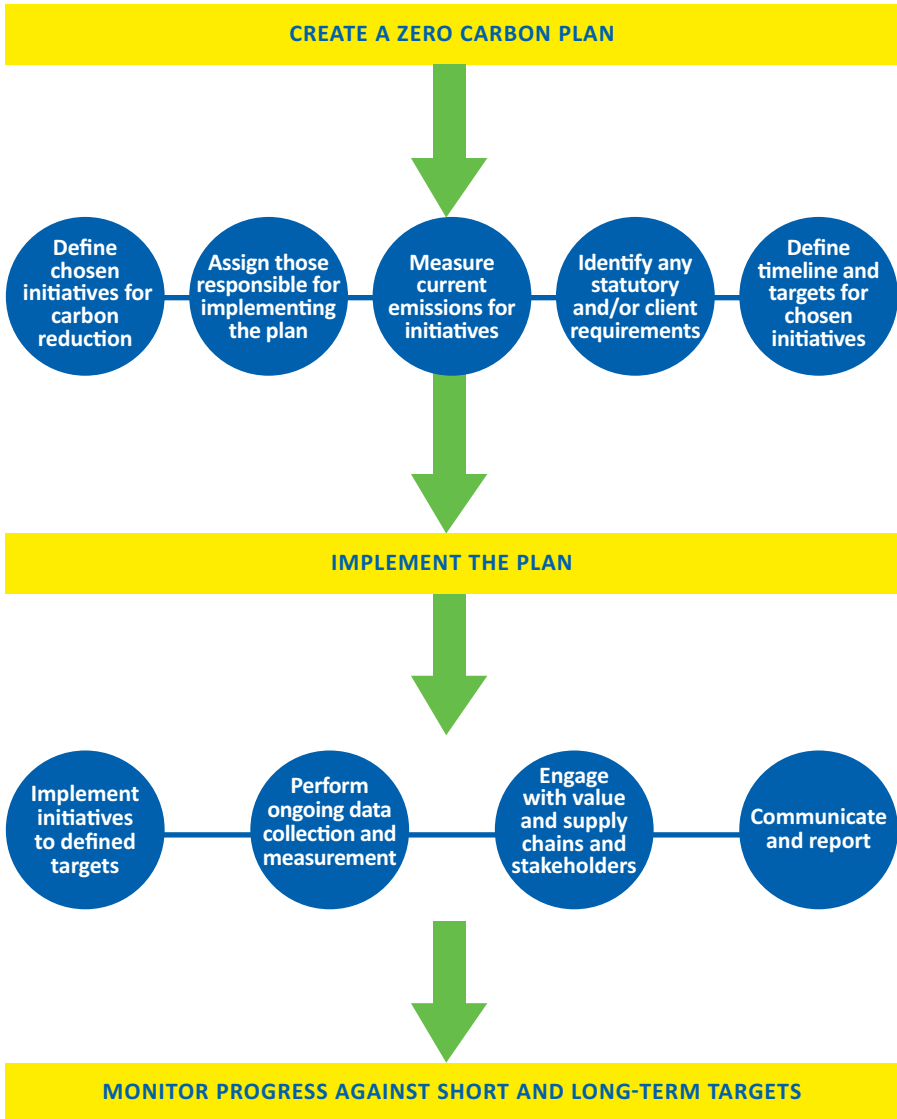 CREATE A ZERO CARBON PLAN
Define
chosen
initiatives for
carbon
reduction
Assign those
responsible for
implementing
the plan
Measure
current
emissions for
initiatives
Identify any
statutory
and/or client
requirements
Define
timeline and
targets for
chosen
initiatives
IMPLEMENT THE PLAN
Implement
initiatives
to defined
targets
Perform
ongoing data
collection and
measurement
Engage
with value
and supply
chains and
stakeholders
Communicate
and report
MONITOR PROGRESS AGAINST SHORT AND LONG-TERM TARGETS